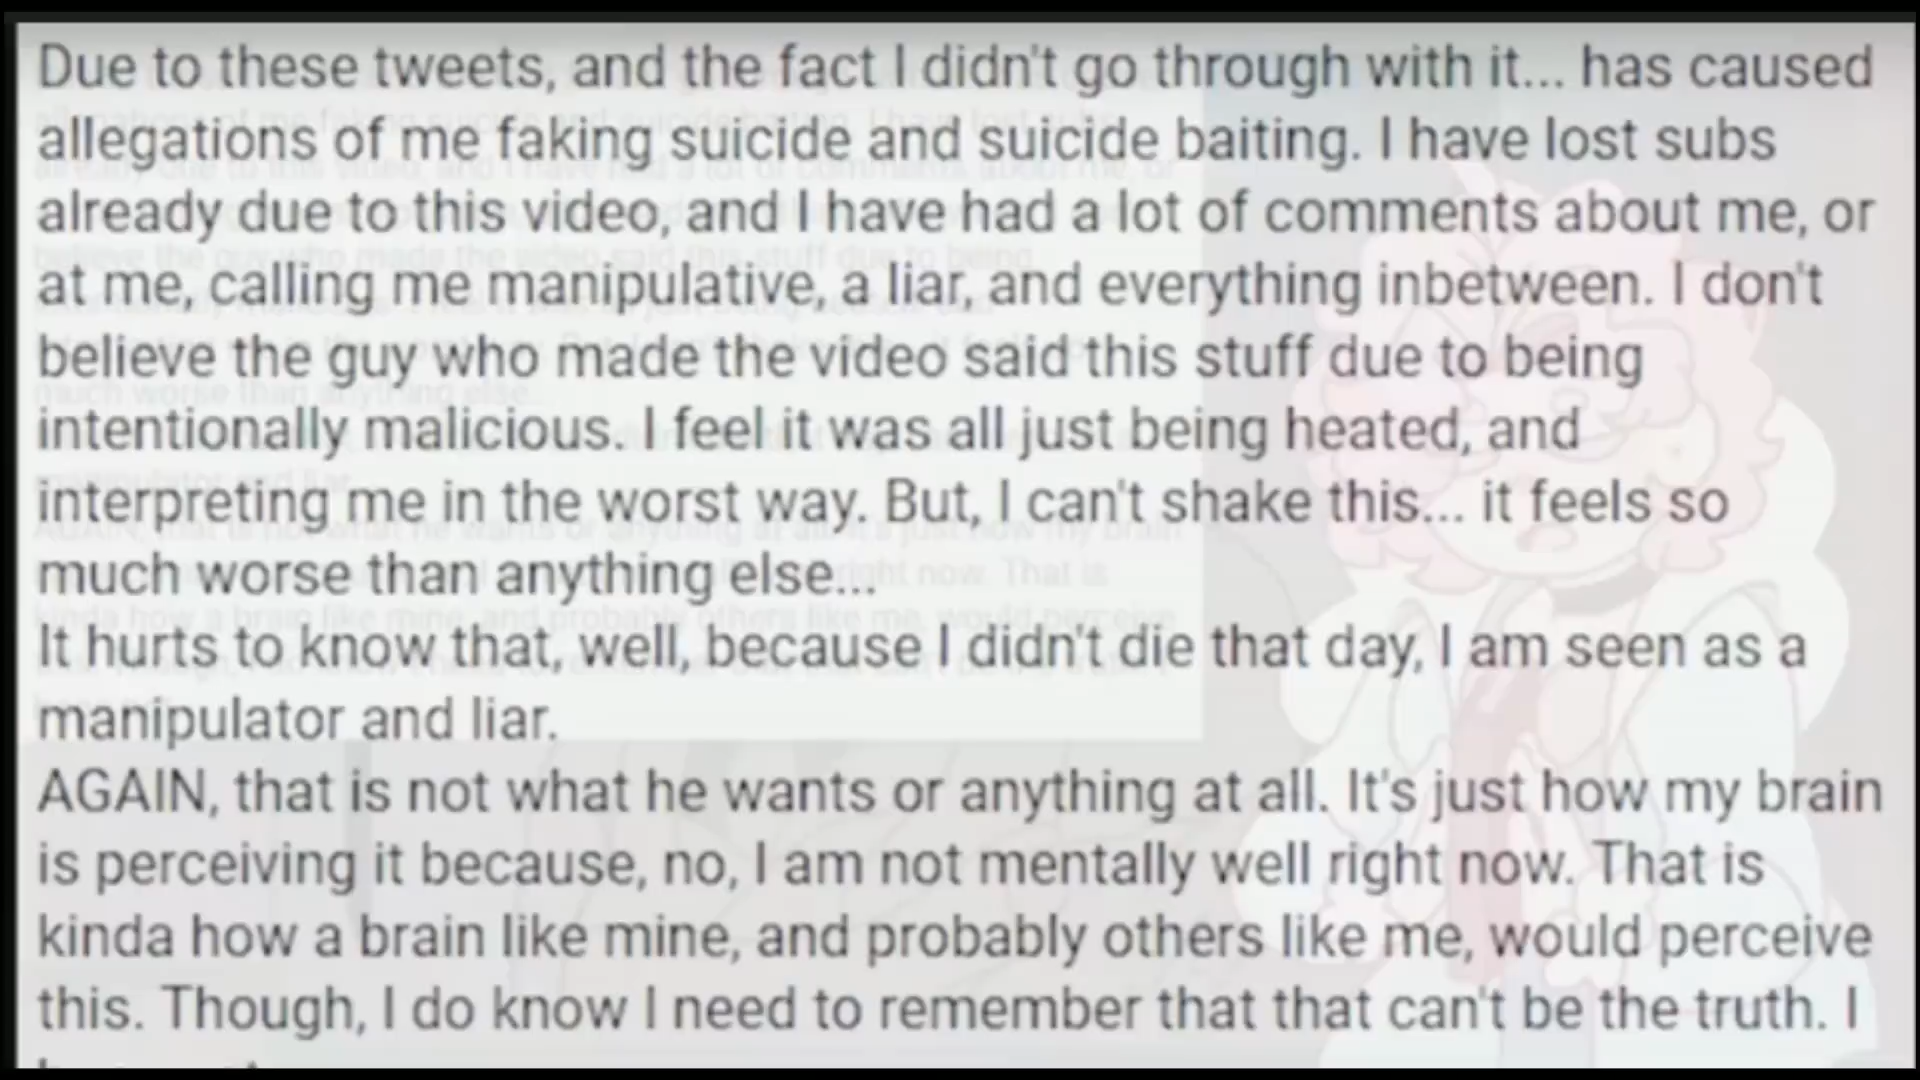 Due to these tweets, and the fact I didn't go through with it... has caused
allegations of me faking suicide and suicide baiting. I have lost subs
already due to this video, and I have had a lot of comments about me, or
at me, calling me manipulative, a liar, and everything inbetween. I don't
believe the guy who made the video said this stuff due to being
intentionally malicious. I feel it was all just being heated, and
interpreting me in the worst way. But, I can't shake this... it feels so
much worse than anything else...
It hurts to know that, well, because I didn't die that day, I am seen as a
manipulator and liar.
AGAIN, that is not what he wants or anything at all. It's just how my brain
is perceiving it because, no, I am not mentally well right now. That is
kinda how a brain like mine, and probably others like me, would perceive
this. Though, I do know I need to remember that that can't be the truth. I